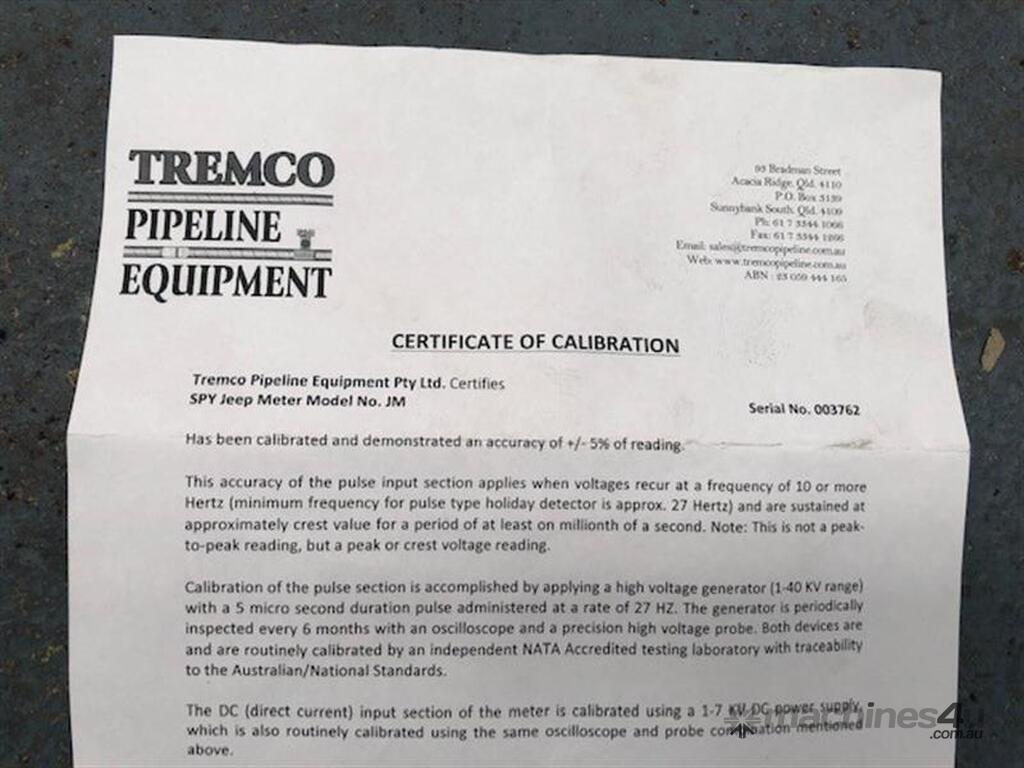 TREMCO
PIPELINE
EQUIPMENT
93 Bradman Street
Acacia Ridge, Qld. 4110
P.O. Box 3139
Sunnybank South, Qld. 4109
Ph: 61 7 3344 1066
Fax: 61 7 3344 1266
Email: sales@tremcopipeline.com.au
Web: www.tremcopipeline.com.au
ABN : 23 059 444 165
CERTIFICATE OF CALIBRATION
Tremco Pipeline Equipment Pty Ltd. Certifies
SPY Jeep Meter Model No. JM
Serial No. 003762
Has been calibrated and demonstrated an accuracy of +/- 5% of reading.
This accuracy of the pulse input section applies when voltages recur at a frequency of 10 or more
Hertz (minimum frequency for pulse type holiday detector is approx. 27 Hertz) and are sustained at
approximately crest value for a period of at least on millionth of a second. Note: This is not a peak-
to-peak reading, but a peak or crest voltage reading.
Calibration of the pulse section is accomplished by applying a high voltage generator (1-40 KV range)
with a 5 micro second duration pulse administered at a rate of 27 HZ. The generator is periodically
inspected every 6 months with an oscilloscope and a precision high voltage probe. Both devices are
and are routinely calibrated by an independent NATA Accredited testing laboratory with traceability
to the Australian/National Standards.
The DC (direct current) input section of the meter is calibrated using a 1-7 KV DC power supply,
which is also routinely calibrated using the same oscilloscope and probe combination mentioned
above.
machines4u
.com.au